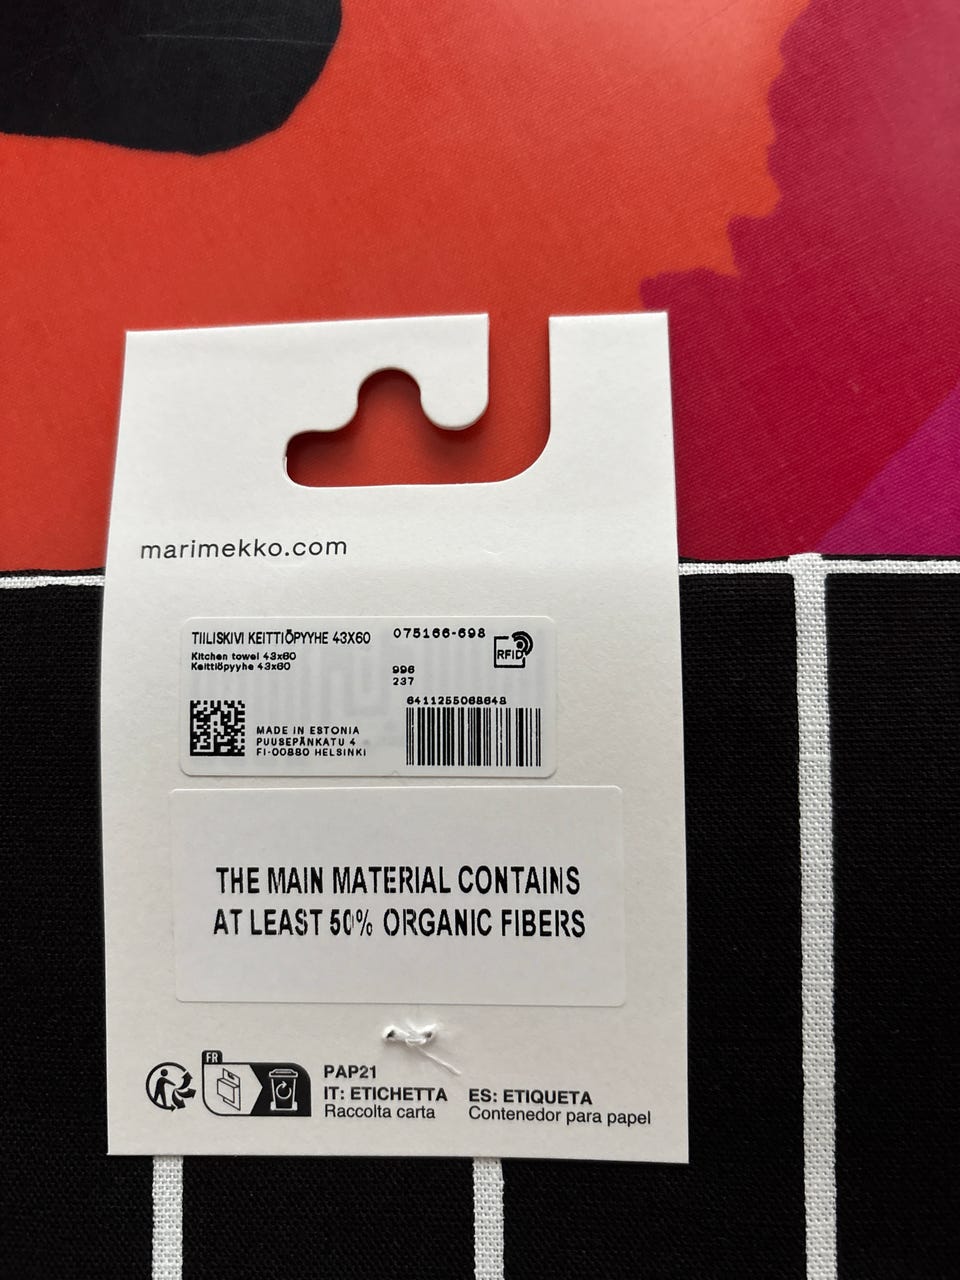 marimekko.com
TIILISKIVI KEITTIÖPYYHE 43X60
Kitchen towel 43x60
Keittiöpyyhe 43x60
075166-698
RFID
996
237
6411255068648
MADE IN ESTONIA
PUUSEPÄNKATU 4
FI-00880 HELSINKI
THE MAIN MATERIAL CONTAINS
AT LEAST 50% ORGANIC FIBERS
FR
PAP21
IT: ETICHETTA
Raccolta carta
ES: ETIQUETA
Contenedor para papel